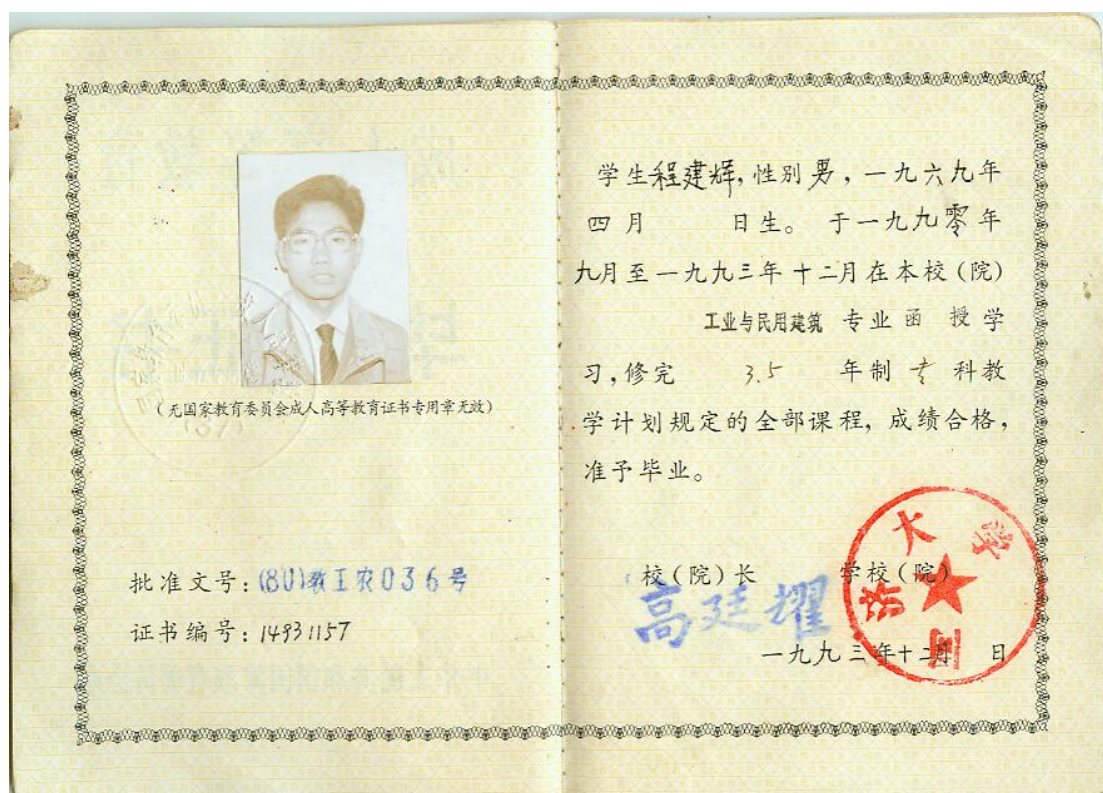 (无国家教育委员会成人高等教育证书专用章无效)
批准文号:(80)教工农036号
证书编号:14931157
学生程建辉,性别男,一九六九年
四月 日生。 于一九九零年
九月至一九九三年十二月在本校(院)
工业与民用建筑 专业函 授学
习,修完 3.5 年制 专 科教
学计划规定的全部课程,成绩合格,
准予毕业。
校(院)长 学校(院)
高廷耀
一九九三年十二月 日
同济大学